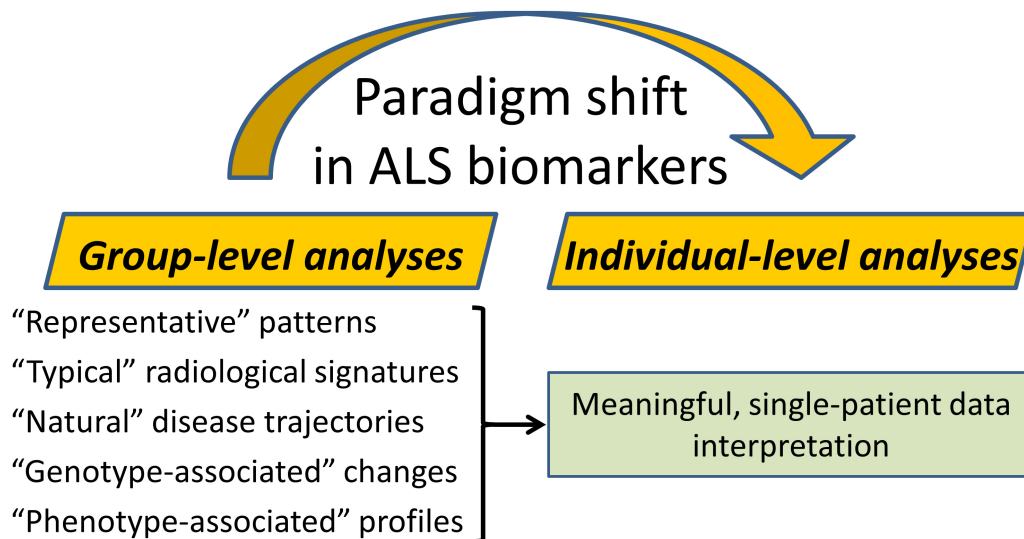 Paradigm shift
in ALS biomarkers
Group-level analyses
Individual-level analyses
“Representative” patterns
“Typical” radiological signatures
“Natural” disease trajectories
“Genotype-associated” changes
“Phenotype-associated” profiles
Meaningful, single-patient data
interpretation